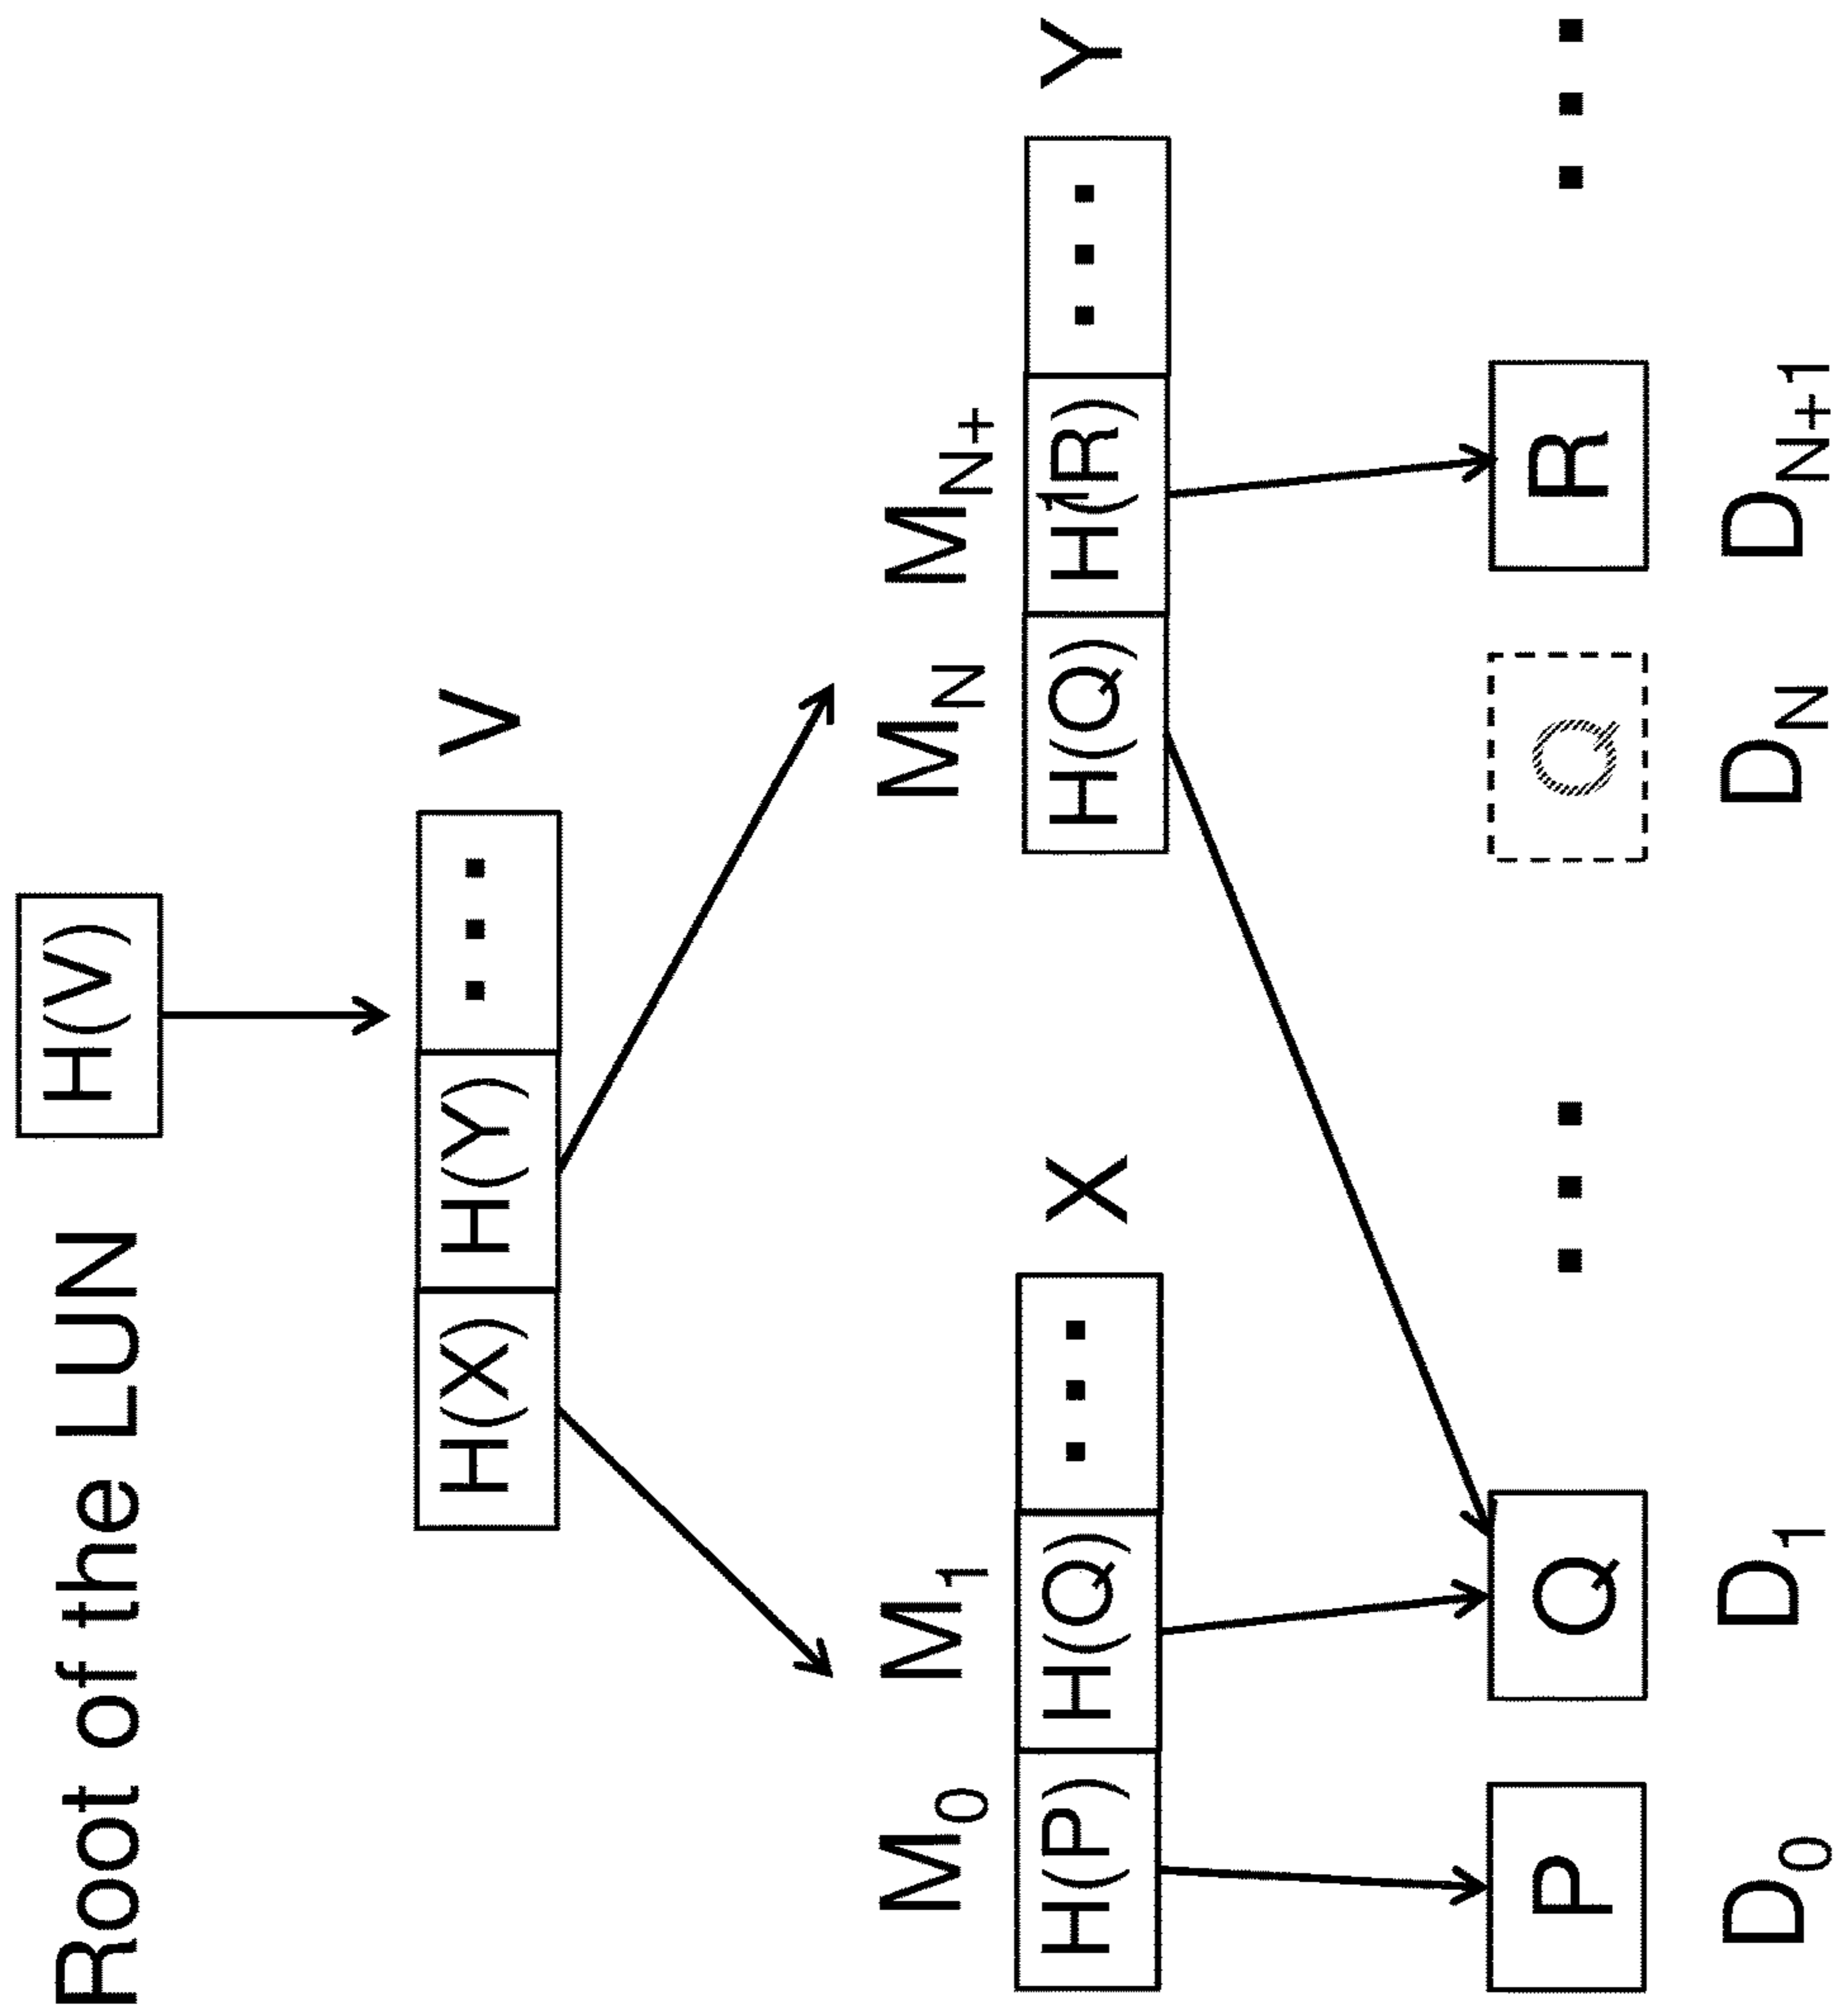 Root of the LUN H(V)
H(X) H(Y) ... V
M0 M1 MN MN+1
H(P) H(Q) ... X H(Q) H(R) ... Y
P Q ... Q R ...
D0 D1 DN DN+1